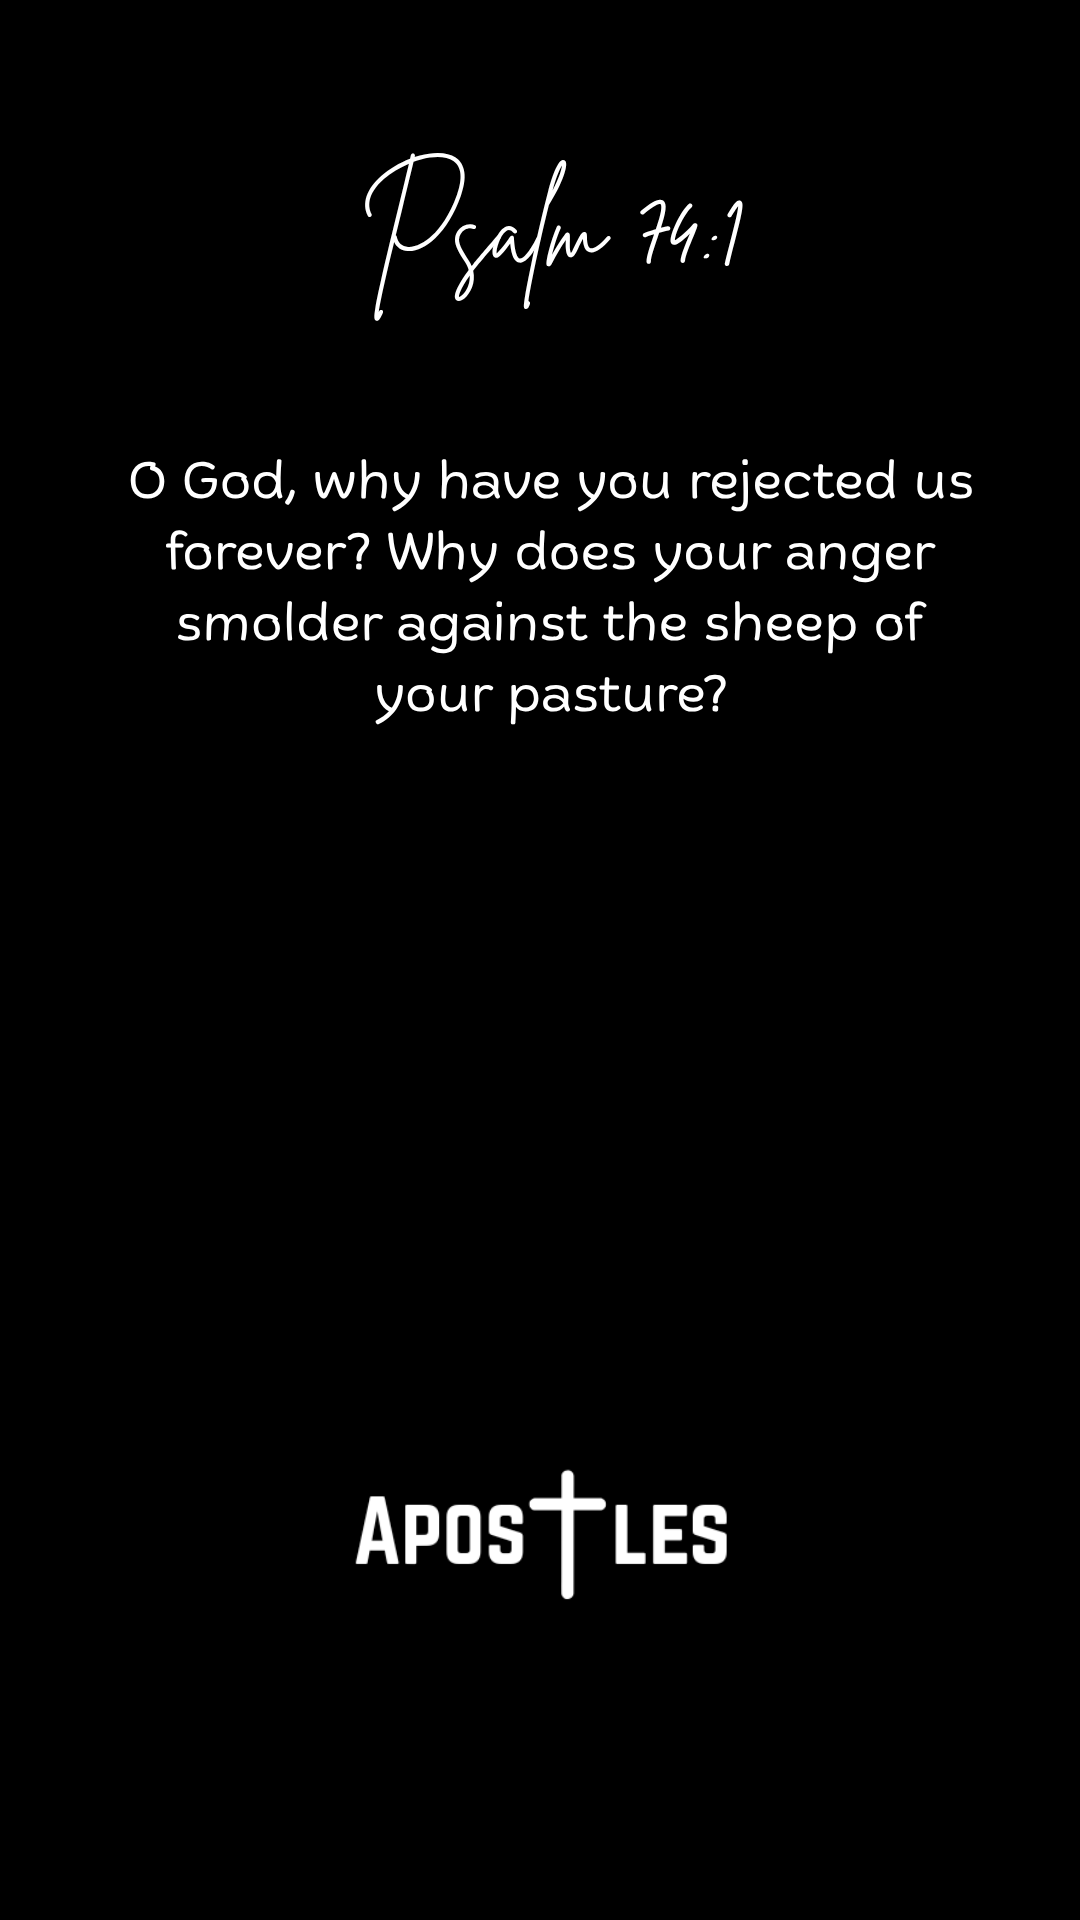 Psalm 74:1
O God, why have you rejected us
forever? Why does your anger
smolder against the sheep of
your pasture?
APOSTLES